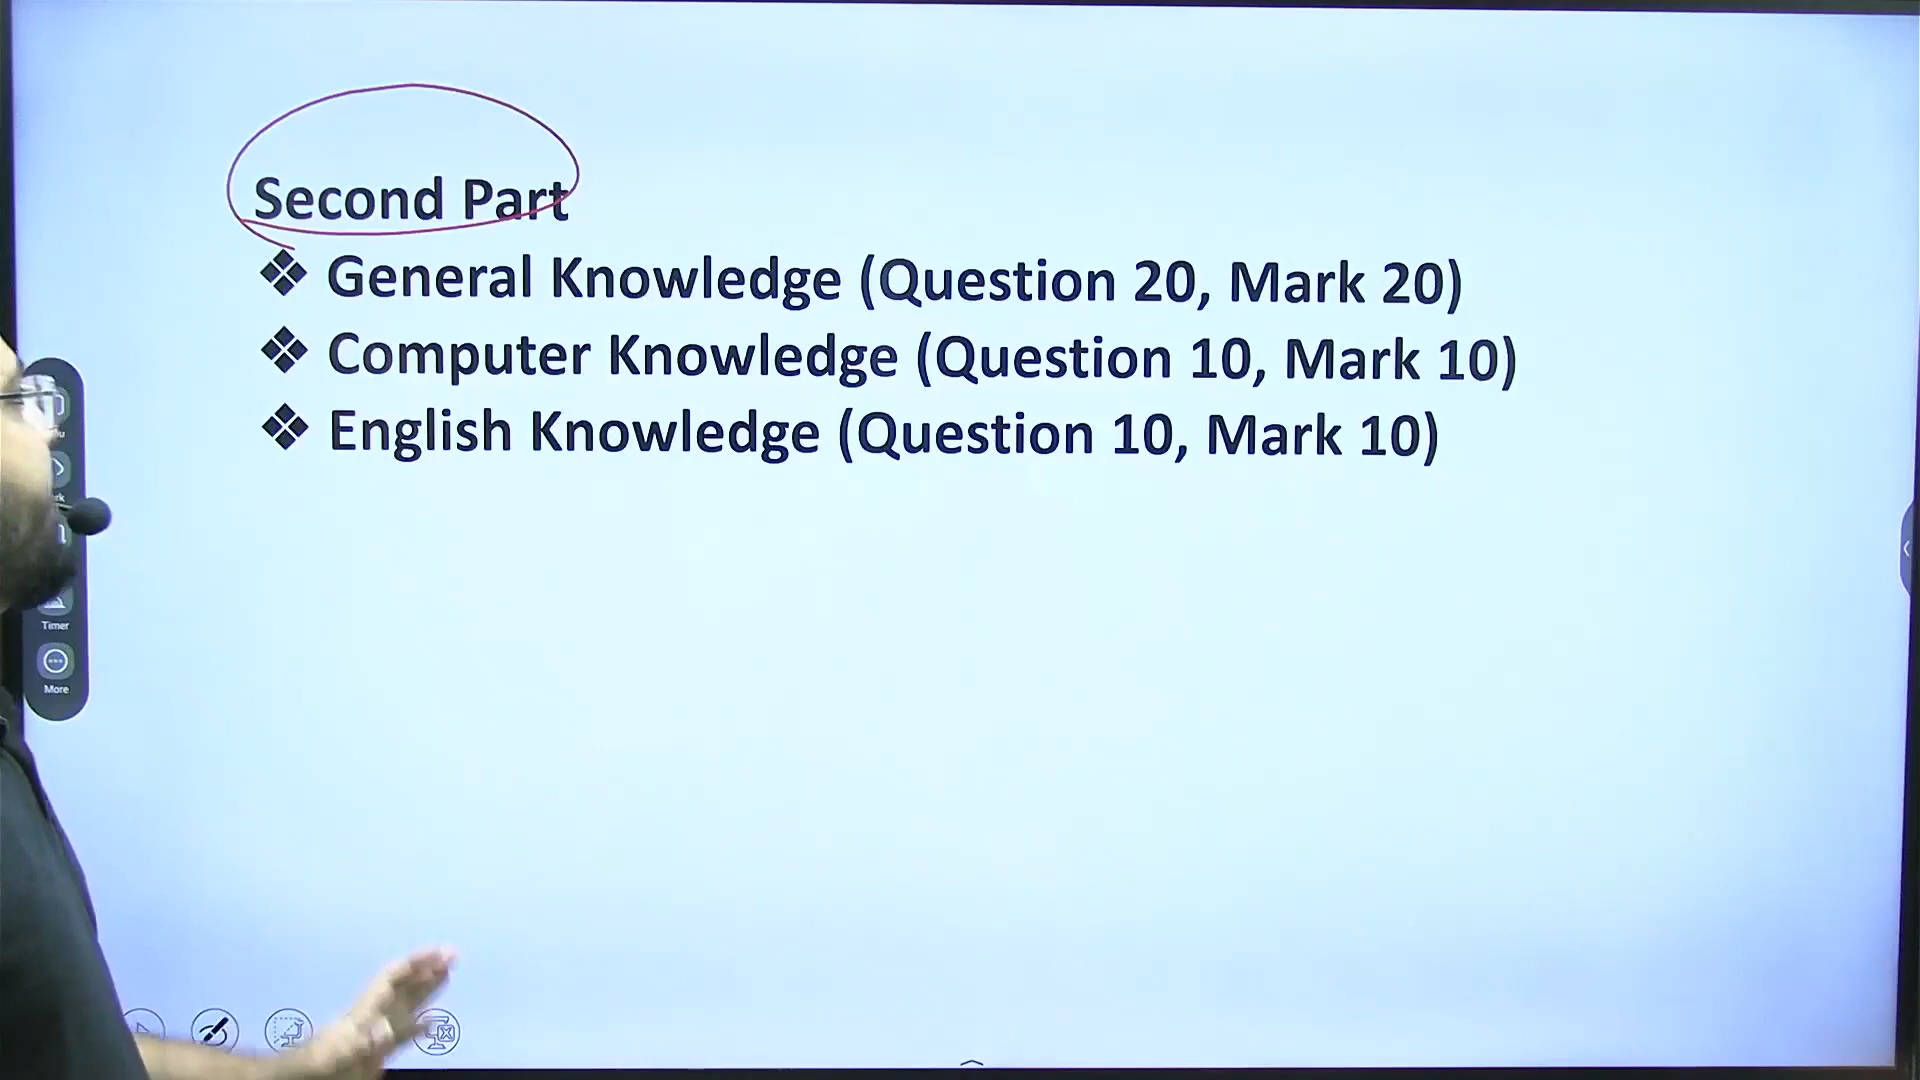 Second Part
❖ General Knowledge (Question 20, Mark 20)
❖ Computer Knowledge (Question 10, Mark 10)
❖ English Knowledge (Question 10, Mark 10)
Timer
More